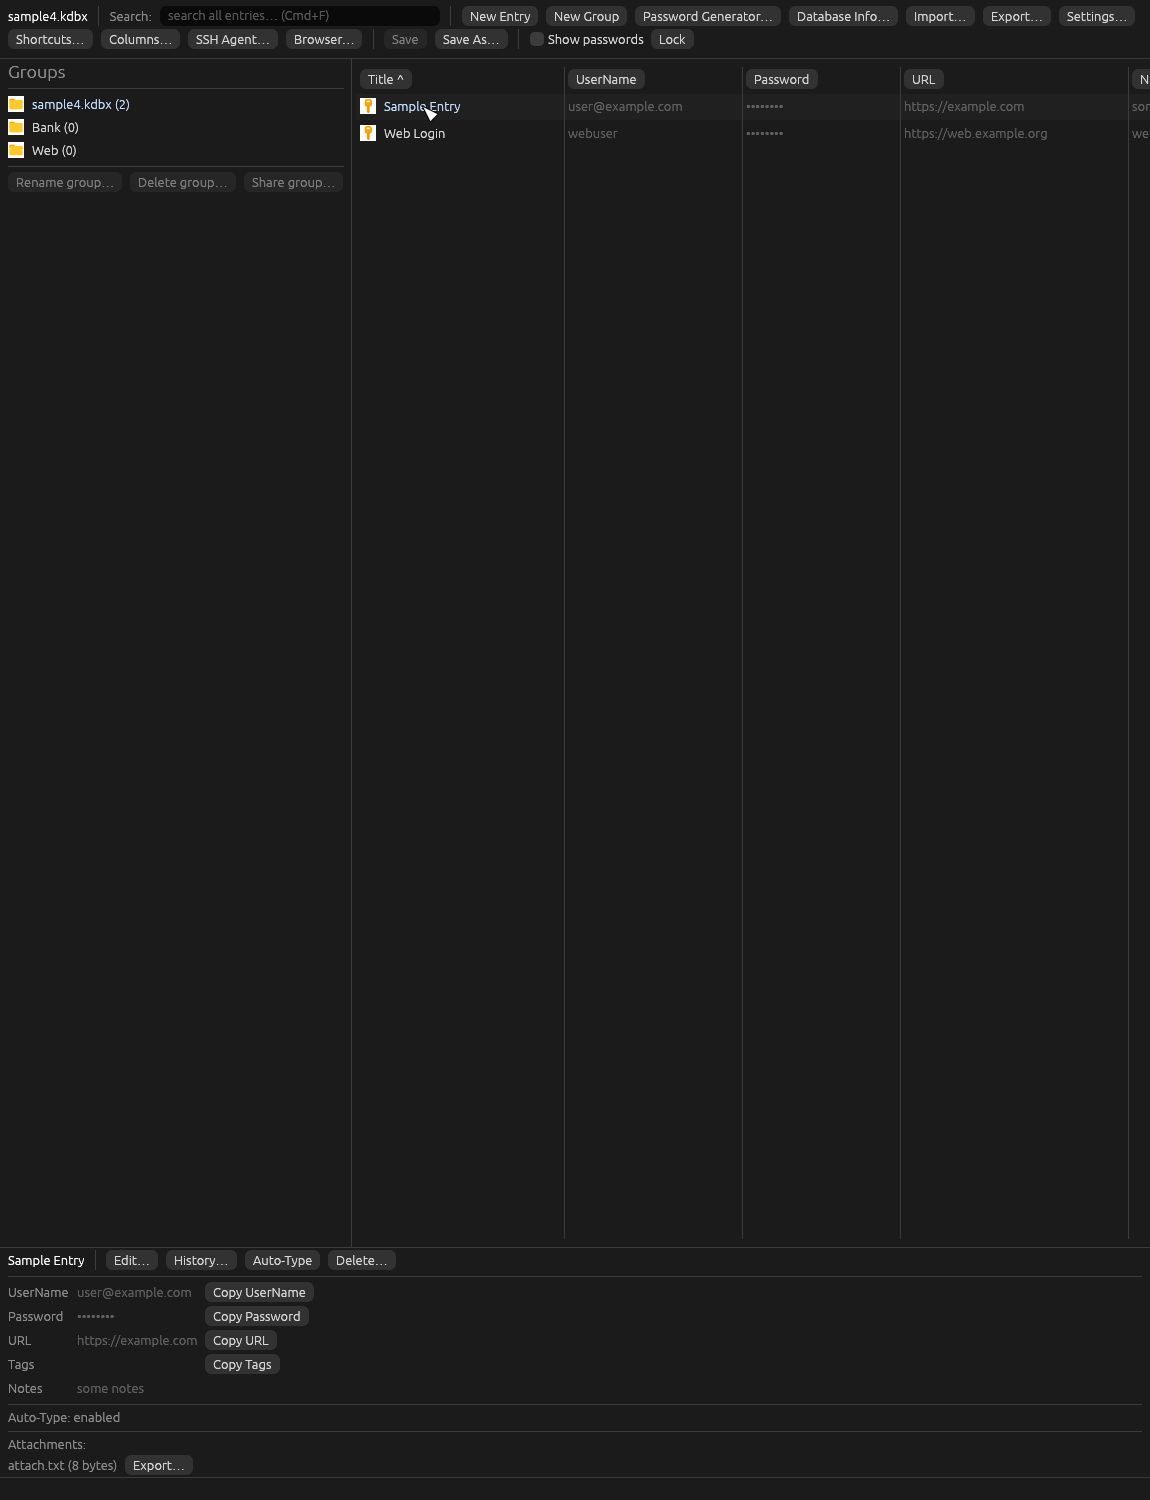 sample4.kdbx Search: search all entries… (Cmd+F) New Entry New Group Password Generator… Database Info… Import… Export… Settings…
Shortcuts… Columns… SSH Agent… Browser… Save Save As… Show passwords Lock
Groups
sample4.kdbx (2)
Bank (0)
Web (0)
Rename group… Delete group… Share group…
Title ^ UserName Password URL N
Sample Entry user@example.com •••••••• https://example.com sor
Web Login webuser •••••••• https://web.example.org we
Sample Entry Edit… History… Auto-Type Delete…
UserName user@example.com Copy UserName
Password •••••••• Copy Password
URL https://example.com Copy URL
Tags Copy Tags
Notes some notes
Auto-Type: enabled
Attachments:
attach.txt (8 bytes) Export…